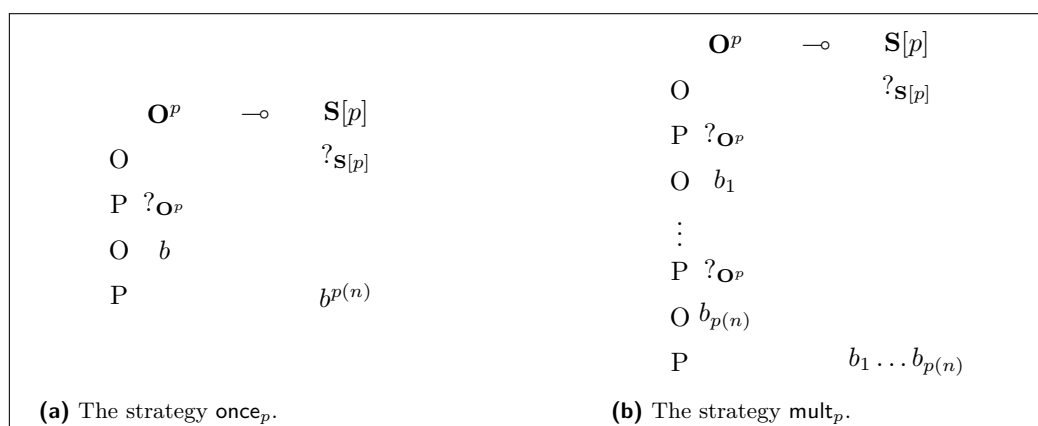 O^p ⊸ S[p]
O ?_{S[p]}
P ?_{O^p}
O b
P b^{p(n)}
(a) The strategy once_p.
O^p ⊸ S[p]
O ?_{S[p]}
P ?_{O^p}
O b_1
⋮
P ?_{O^p}
O b_{p(n)}
P b_1 … b_{p(n)}
(b) The strategy mult_p.